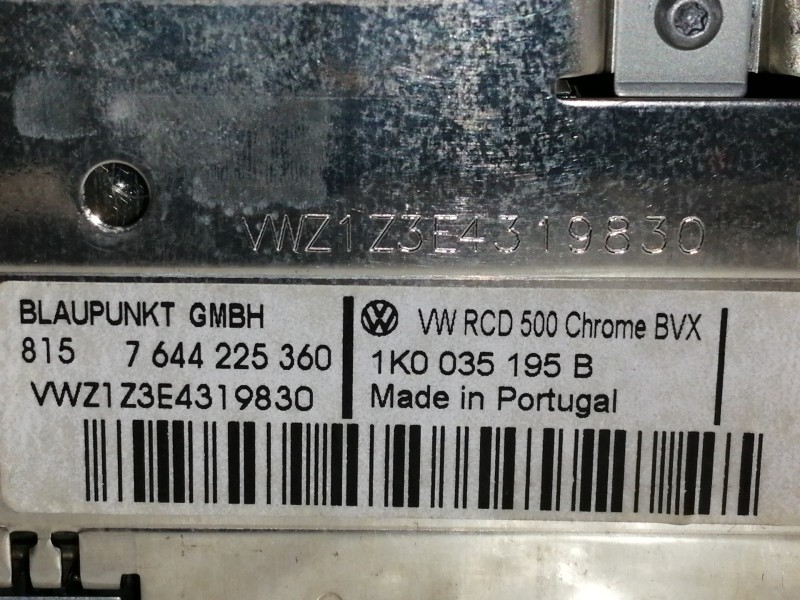 VWZ1Z3E4319830
BLAUPUNKT GMBH
815 7 644 225 360
VWZ1Z3E4319830
VW RCD 500 Chrome BVX
1K0 035 195 B
Made in Portugal